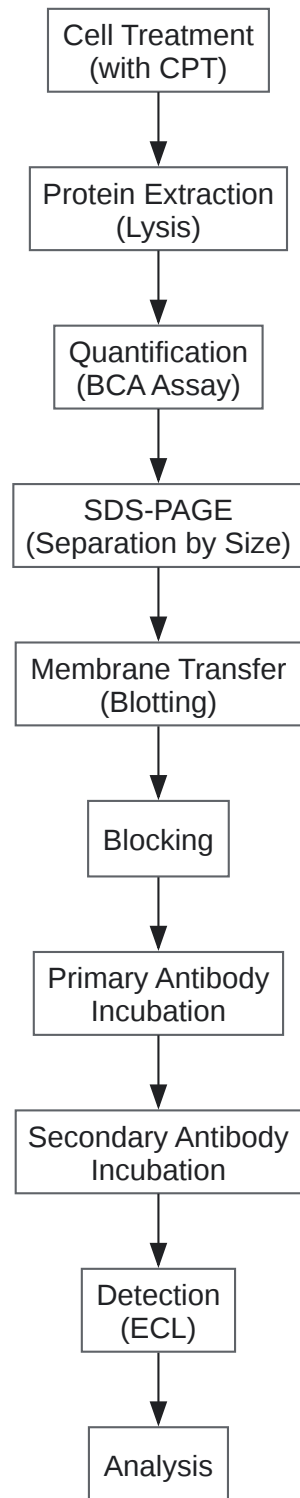 Cell Treatment
(with CPT)
Protein Extraction
(Lysis)
Quantification
(BCA Assay)
SDS-PAGE
(Separation by Size)
Membrane Transfer
(Blotting)
Blocking
Primary Antibody
Incubation
Secondary Antibody
Incubation
Detection
(ECL)
Analysis